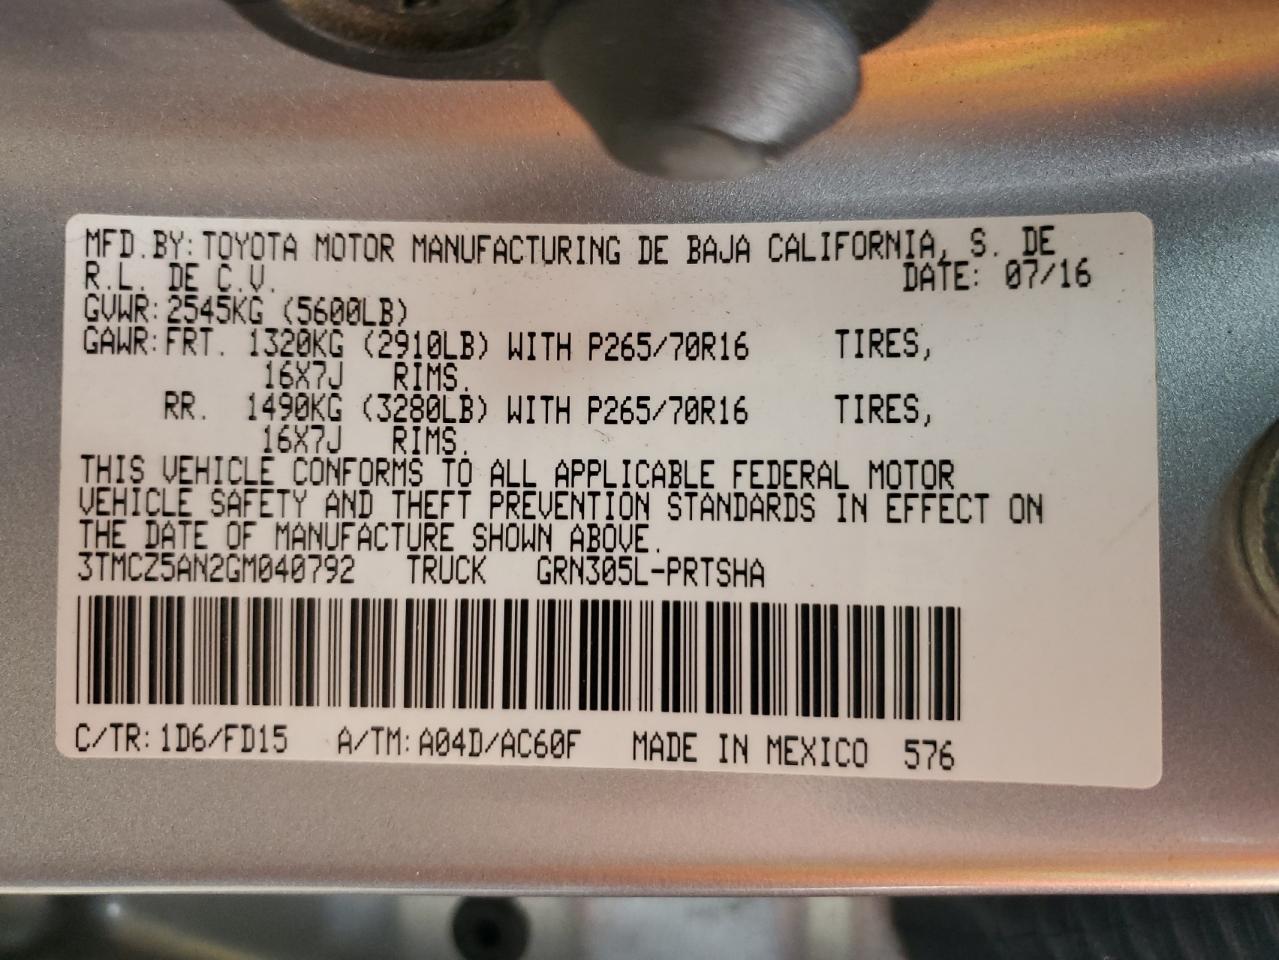 MFD.BY:TOYOTA MOTOR MANUFACTURING DE BAJA CALIFORNIA, S. DE
R.L. DE C.V. DATE: 07/16
GVWR:2545KG (5600LB)
GAWR:FRT. 1320KG (2910LB) WITH P265/70R16 TIRES,
16X7J RIMS.
RR. 1490KG (3280LB) WITH P265/70R16 TIRES,
16X7J RIMS.
THIS VEHICLE CONFORMS TO ALL APPLICABLE FEDERAL MOTOR
VEHICLE SAFETY AND THEFT PREVENTION STANDARDS IN EFFECT ON
THE DATE OF MANUFACTURE SHOWN ABOVE.
3TMCZ5AN2GM040792 TRUCK GRN305L-PRTSHA
C/TR:1D6/FD15 A/TM:A04D/AC60F MADE IN MEXICO 576